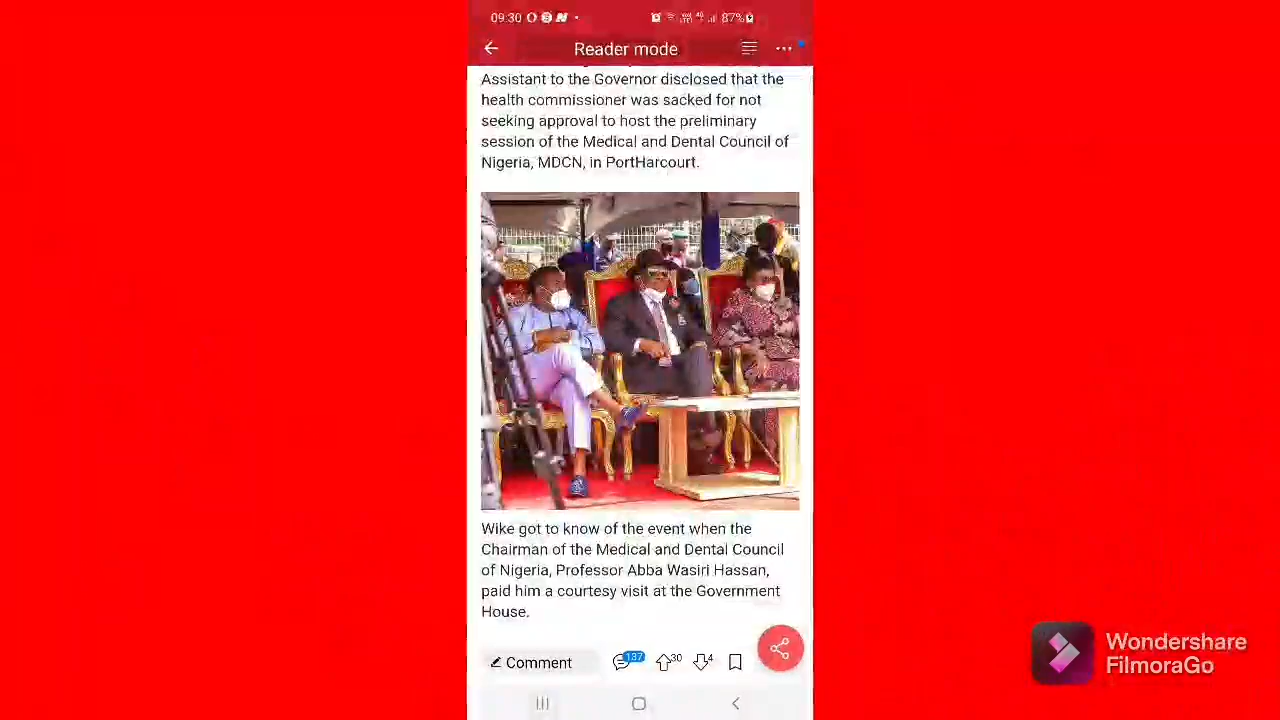 09:30
87%
Reader mode
Assistant to the Governor disclosed that the
health commissioner was sacked for not
seeking approval to host the preliminary
session of the Medical and Dental Council of
Nigeria, MDCN, in PortHarcourt.
Wike got to know of the event when the
Chairman of the Medical and Dental Council
of Nigeria, Professor Abba Wasiri Hassan,
paid him a courtesy visit at the Government
House.
Comment 137 30 4
Wondershare
FilmoraGo